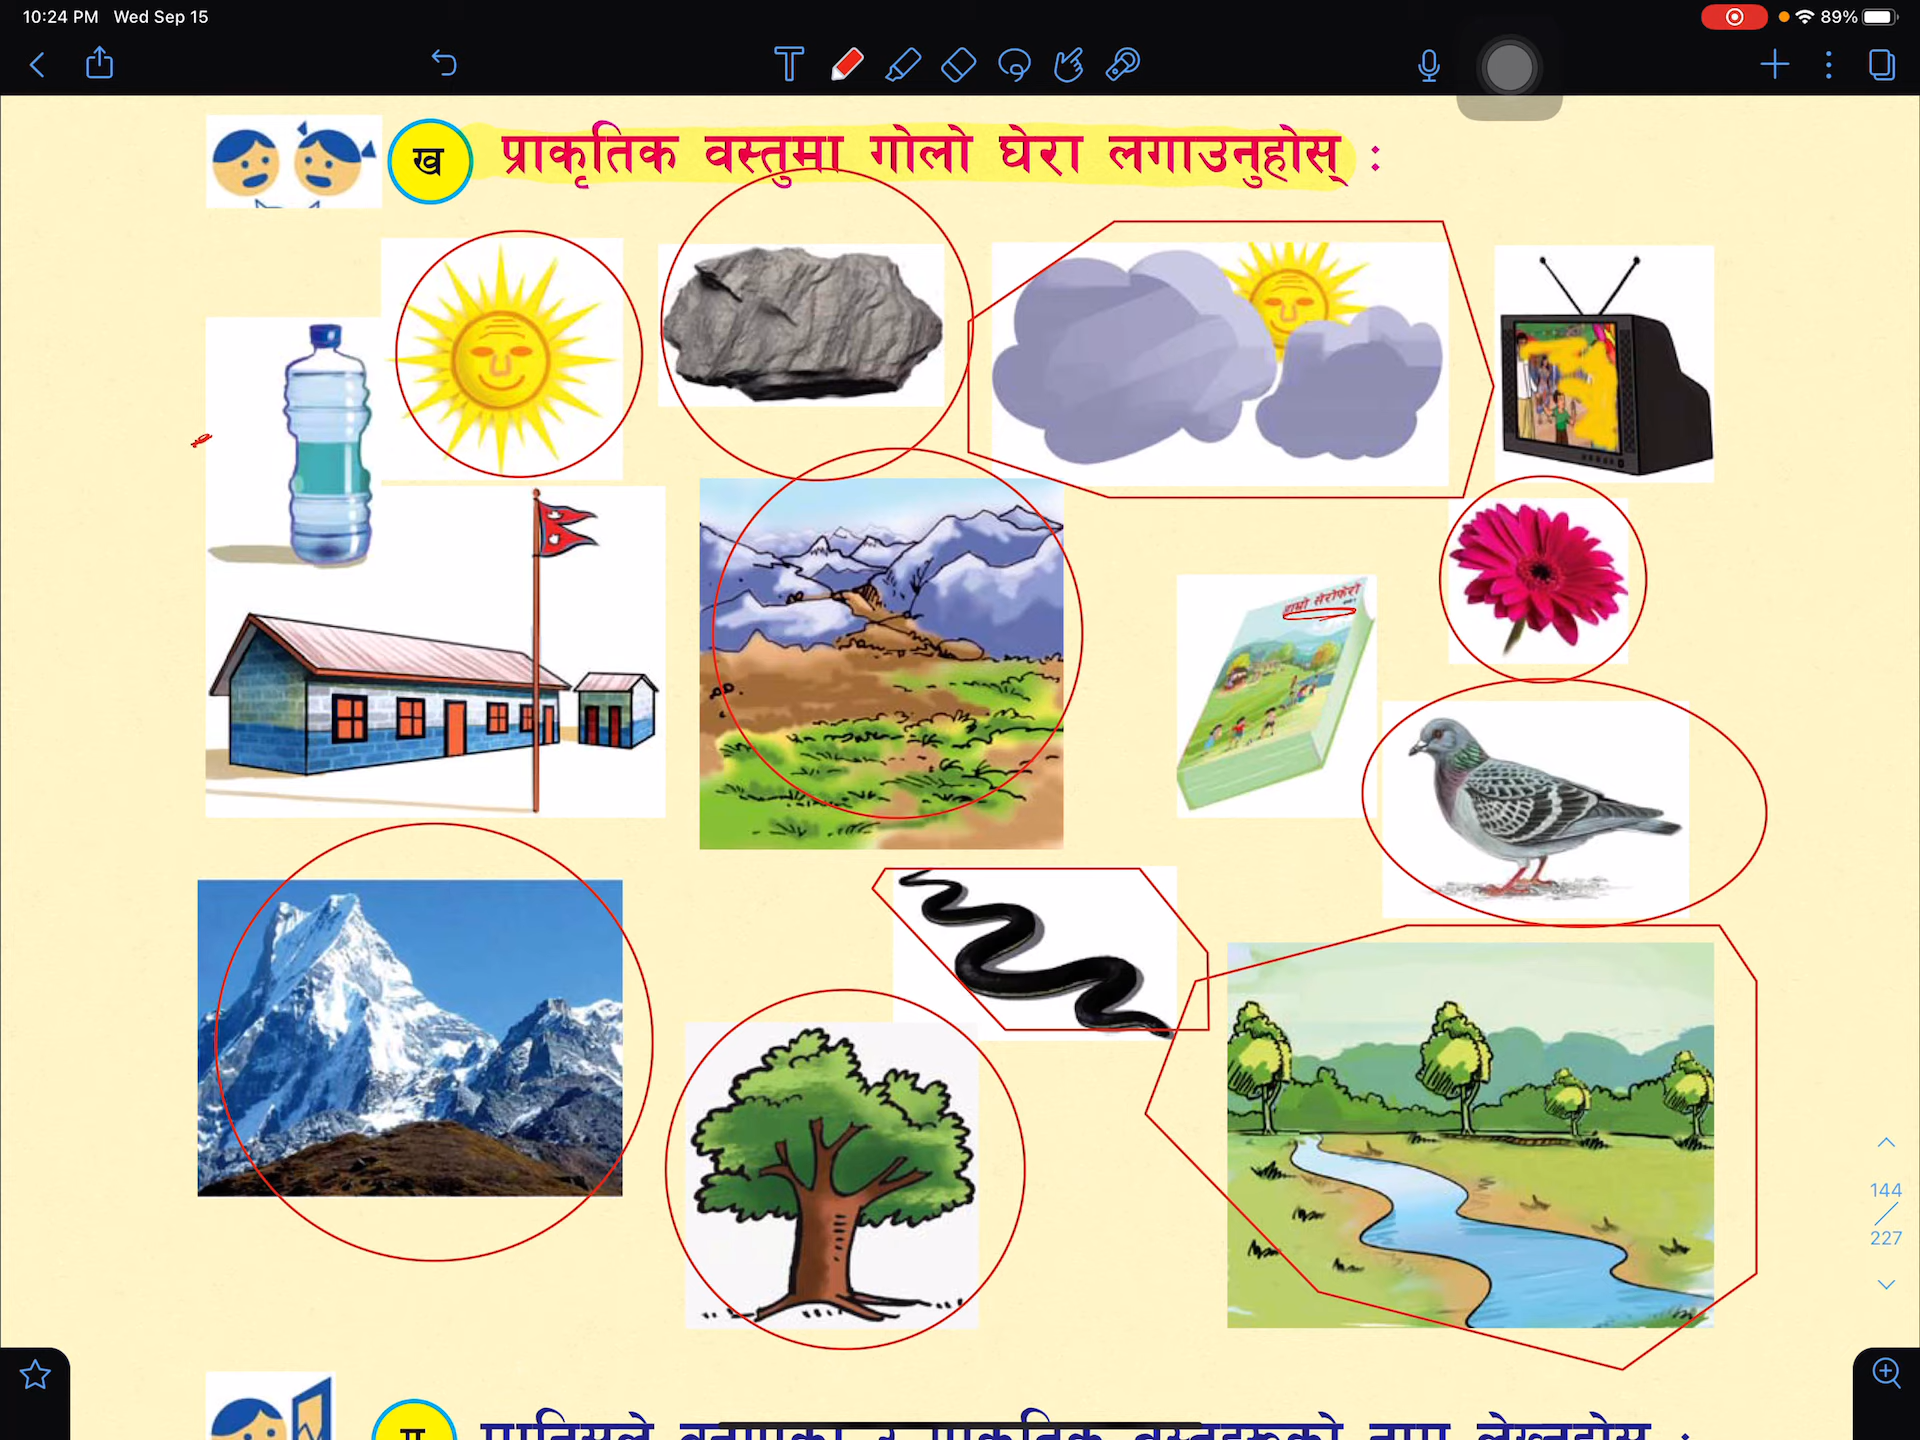 10:24 PM Wed Sep 15
89%
ख प्राकृतिक वस्तुमा गोलो घेरा लगाउनुहोस् :
हाम्रो सेरोफेरो
144
227